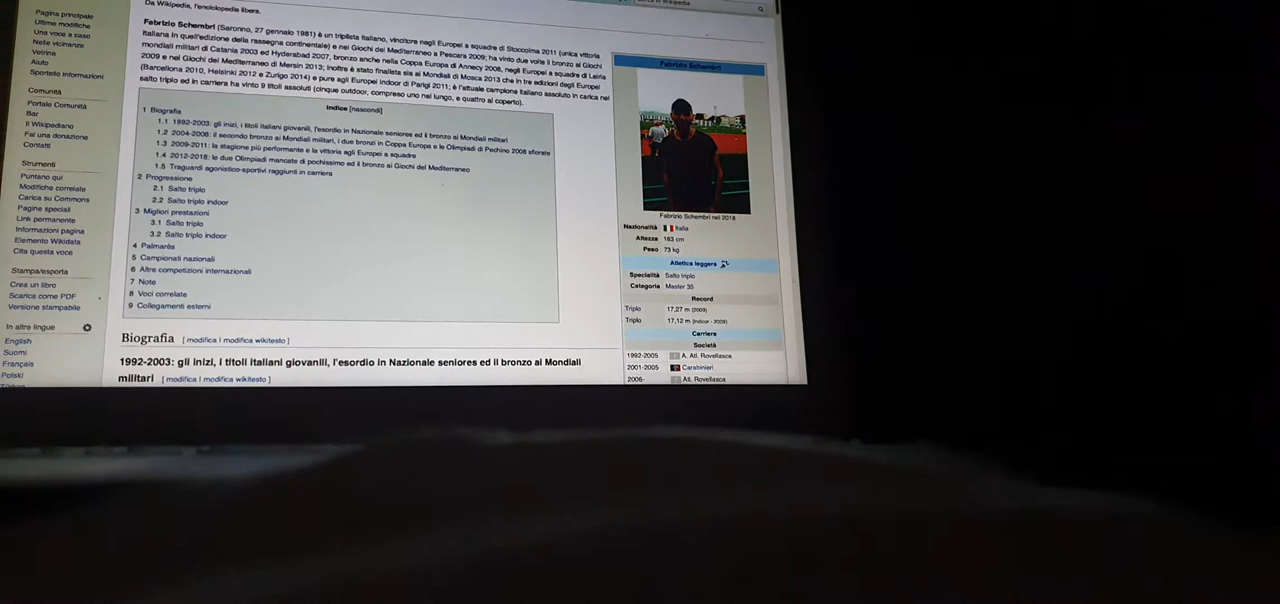 Da Wikipedia, l'enciclopedia libera.
Pagina principale
Ultime modifiche
Una voce a caso
Nelle vicinanze
Vetrina
Aiuto
Sportello informazioni
Comunità
Portale Comunità
Bar
Il Wikipediano
Fai una donazione
Contatti
Strumenti
Puntano qui
Modifiche correlate
Carica su Commons
Pagine speciali
Link permanente
Informazioni pagina
Elemento Wikidata
Cita questa voce
Stampa/esporta
Crea un libro
Scarica come PDF
Versione stampabile
In altre lingue
English
Suomi
Français
Polski
Fabrizio Schembri (Saronno, 27 gennaio 1981) è un triplista italiano, vincitore negli Europei a squadre di Stoccolma 2011 (unica vittoria
italiana in quell'edizione della rassegna continentale) e nei Giochi del Mediterraneo a Pescara 2009; ha vinto due volte il bronzo ai Giochi
mondiali militari di Catania 2003 ed Hyderabad 2007, bronzo anche nella Coppa Europa di Annecy 2008, negli Europei a squadre di Leiria
2009 e nei Giochi del Mediterraneo di Mersin 2013; inoltre è stato finalista sia ai Mondiali di Mosca 2013 che in tre edizioni degli Europei
(Barcellona 2010, Helsinki 2012 e Zurigo 2014) e pure agli Europei indoor di Parigi 2011; è l'attuale campione italiano assoluto in carica nel
salto triplo ed in carriera ha vinto 9 titoli assoluti (cinque outdoor, compreso uno nel lungo, e quattro al coperto).
Indice [nascondi]
1 Biografia
1.1 1992-2003: gli inizi, i titoli italiani giovanili, l'esordio in Nazionale seniores ed il bronzo ai Mondiali militari
1.2 2004-2008: il secondo bronzo ai Mondiali militari, i due bronzi in Coppa Europa e le Olimpiadi di Pechino 2008 sfiorate
1.3 2009-2011: la stagione più performante e la vittoria agli Europei a squadre
1.4 2012-2018: le due Olimpiadi mancate di pochissimo ed il bronzo ai Giochi del Mediterraneo
1.5 Traguardi agonistico-sportivi raggiunti in carriera
2 Progressione
2.1 Salto triplo
2.2 Salto triplo indoor
3 Migliori prestazioni
3.1 Salto triplo
3.2 Salto triplo indoor
4 Palmarès
5 Campionati nazionali
6 Altre competizioni internazionali
7 Note
8 Voci correlate
9 Collegamenti esterni
Biografia [ modifica | modifica wikitesto ]
1992-2003: gli inizi, i titoli italiani giovanili, l'esordio in Nazionale seniores ed il bronzo ai Mondiali
militari [ modifica | modifica wikitesto ]
Fabrizio Schembri
Fabrizio Schembri nel 2018
Nazionalità Italia
Altezza 183 cm
Peso 73 kg
Atletica leggera
Specialità Salto triplo
Categoria Master 35
Record
Triplo 17,27 m (2009)
Triplo 17,12 m (indoor - 2009)
Carriera
Società
1992-2005 A. Atl. Rovellasca
2001-2005 Carabinieri
2006- Atl. Rovellasca